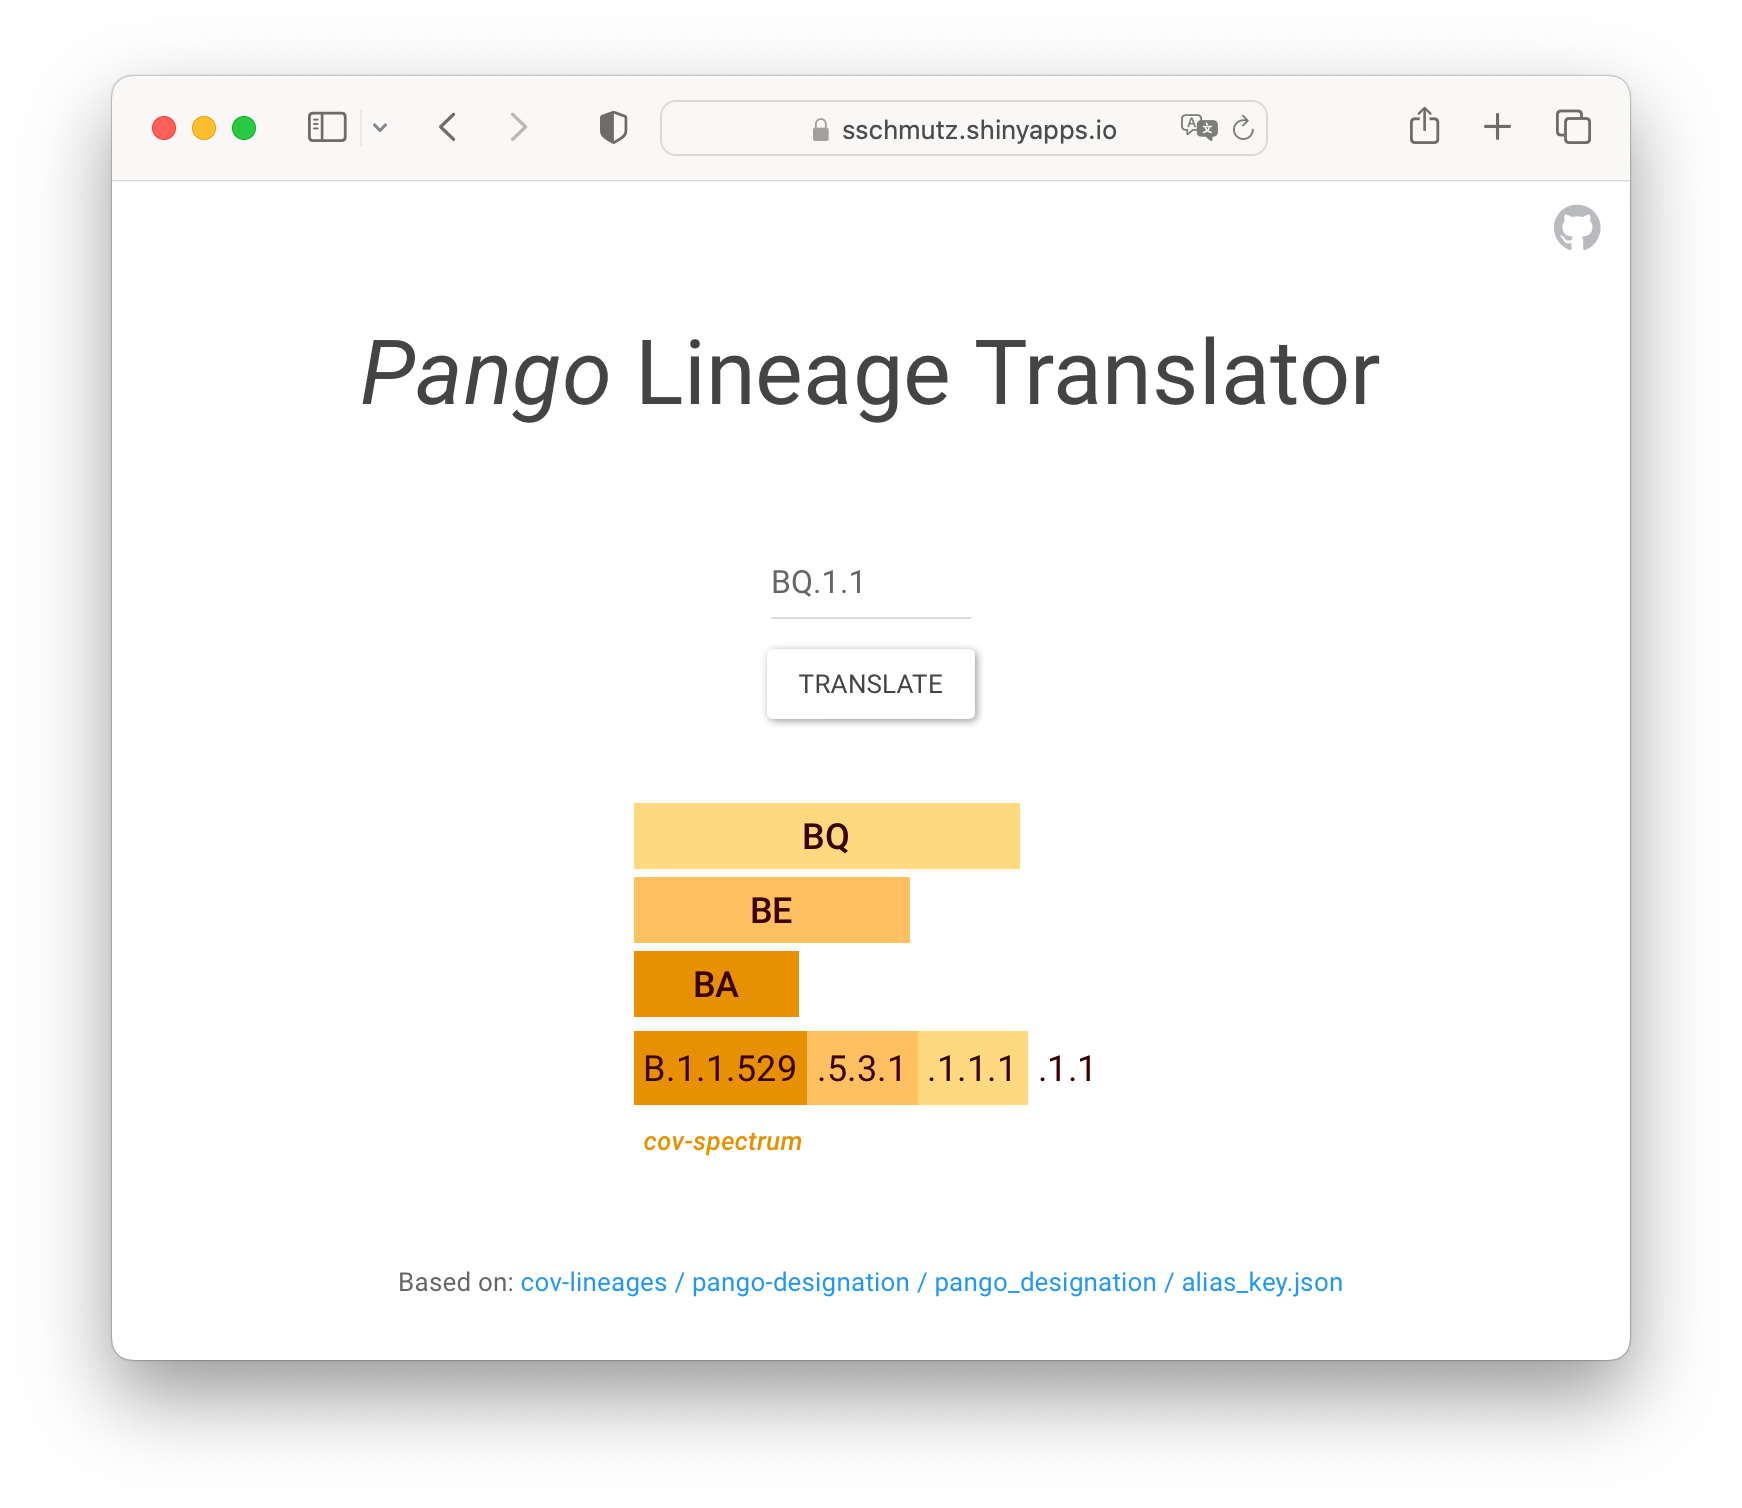 sschmutz.shinyapps.io
Pango Lineage Translator
BQ.1.1
TRANSLATE
BQ
BE
BA
B.1.1.529 .5.3.1 .1.1.1 .1.1
cov-spectrum
Based on: cov-lineages / pango-designation / pango_designation / alias_key.json